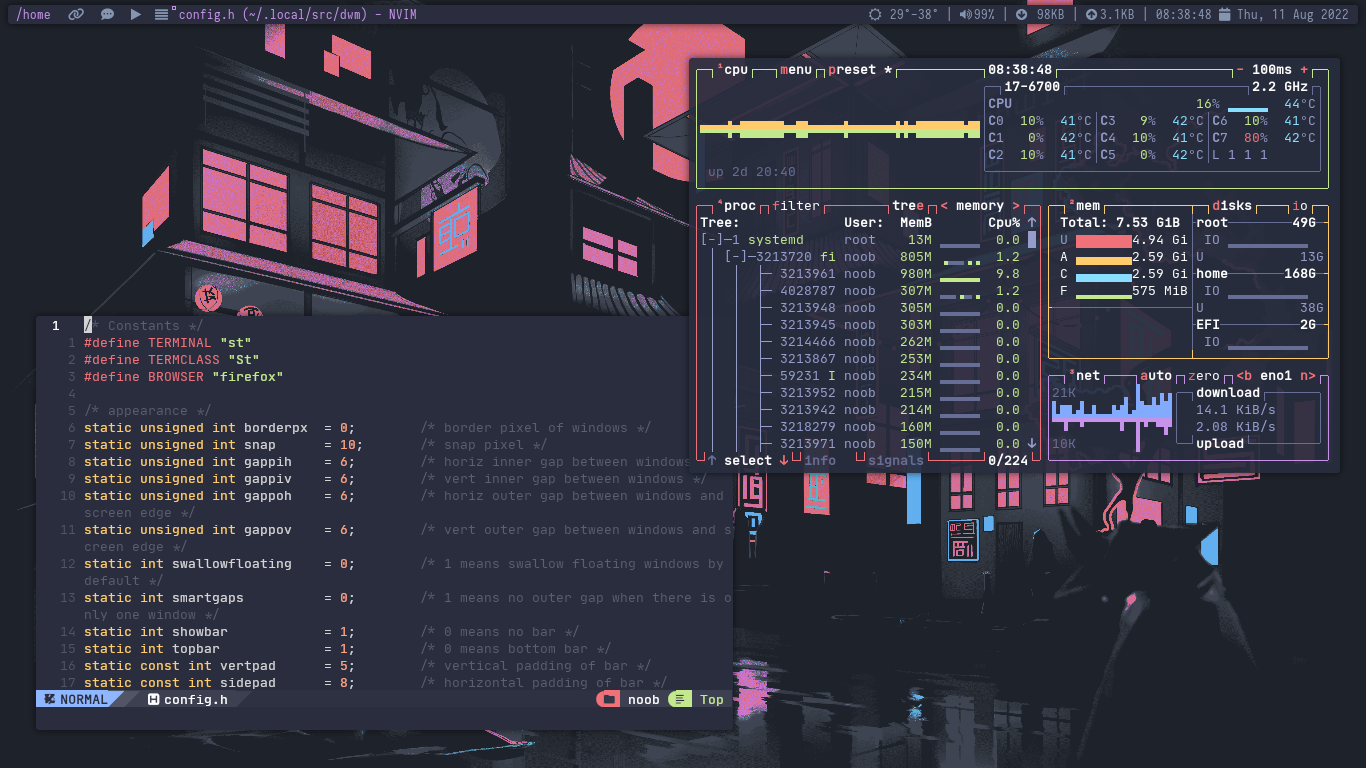 /home config.h (~/.local/src/dwm) - NVIM 29°-38° | 99% | 98KB | 3.1KB | 08:38:48 Thu, 11 Aug 2022
¹cpu menu preset * 08:38:48 - 100ms +
i7-6700 2.2 GHz
CPU 16% 44°C
C0 10% 41°C C3 9% 42°C C6 10% 41°C
C1 0% 42°C C4 10% 41°C C7 80% 42°C
C2 10% 41°C C5 0% 42°C L 1 1 1
up 2d 20:40
⁴proc filter tree < memory >
Tree: User: MemB Cpu% ↑
[-]─1 systemd root 13M 0.0
[-]─3213720 fi noob 805M 1.2
3213961 noob 980M 9.8
4028787 noob 307M 1.2
3213948 noob 305M 0.0
3213945 noob 303M 0.0
3214466 noob 262M 0.0
3213867 noob 253M 0.0
59231 I noob 234M 0.0
3213952 noob 215M 0.0
3213942 noob 214M 0.0
3218279 noob 160M 0.0
3213971 noob 150M 0.0 ↓
↑ select ↓ info signals 0/224
²mem disks io
Total: 7.53 GiB
U 4.94 Gi
A 2.59 Gi
C 2.59 Gi
F 575 MiB
root 49G
IO
U 13G
home 168G
IO
U 38G
EFI 2G
IO
³net auto zero <b eno1 n>
21K
10K
download
14.1 KiB/s
2.08 KiB/s
upload
1 /* Constants */
1 #define TERMINAL "st"
2 #define TERMCLASS "St"
3 #define BROWSER "firefox"
4
5 /* appearance */
6 static unsigned int borderpx = 0; /* border pixel of windows */
7 static unsigned int snap = 10; /* snap pixel */
8 static unsigned int gappih = 6; /* horiz inner gap between windows
9 static unsigned int gappiv = 6; /* vert inner gap between windows */
10 static unsigned int gappoh = 6; /* horiz outer gap between windows and
screen edge */
11 static unsigned int gappov = 6; /* vert outer gap between windows and s
creen edge */
12 static int swallowfloating = 0; /* 1 means swallow floating windows by
default */
13 static int smartgaps = 0; /* 1 means no outer gap when there is o
nly one window */
14 static int showbar = 1; /* 0 means no bar */
15 static int topbar = 1; /* 0 means bottom bar */
16 static const int vertpad = 5; /* vertical padding of bar */
17 static const int sidepad = 8; /* horizontal padding of bar */
NORMAL config.h noob Top